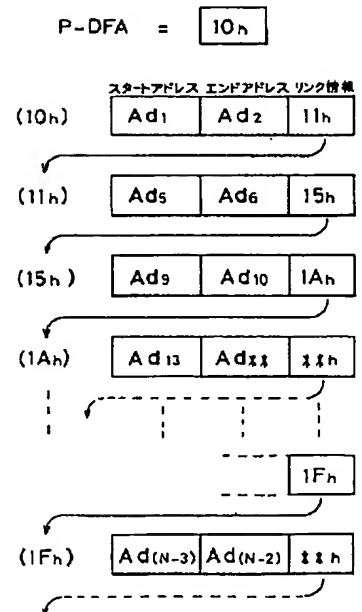 P-DFA = 10h
スタートアドレス エンドアドレス リンク情報
(10h) Ad1 Ad2 11h
(11h) Ad5 Ad6 15h
(15h) Ad9 Ad10 1Ah
(1Ah) Ad13 Ad** **h
1Fh
(1Fh) Ad(N-3) Ad(N-2) **h